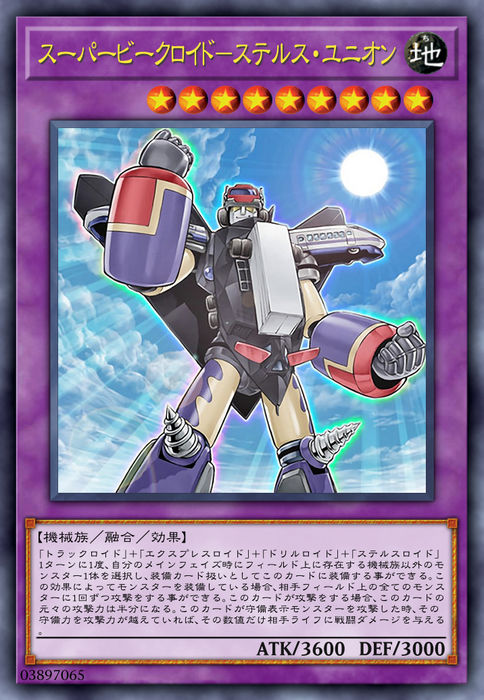 スーパービークロイド－ステルス・ユニオン
地
ち
【機械族／融合／効果】
「トラックロイド」＋「エクスプレスロイド」＋「ドリルロイド」＋「ステルスロイド」
1ターンに1度、自分のメインフェイズ時にフィールド上に存在する機械族以外のモ
ンスター1体を選択し、装備カード扱いとしてこのカードに装備する事ができる。こ
の効果によってモンスターを装備している場合、相手フィールド上の全てのモンス
ターに1回ずつ攻撃をする事ができる。このカードが攻撃をする場合、このカードの
元々の攻撃力は半分になる。このカードが守備表示モンスターを攻撃した時、その
守備力を攻撃力が越えていれば、その数値だけ相手ライフに戦闘ダメージを与える
。
ATK/3600 DEF/3000
03897065